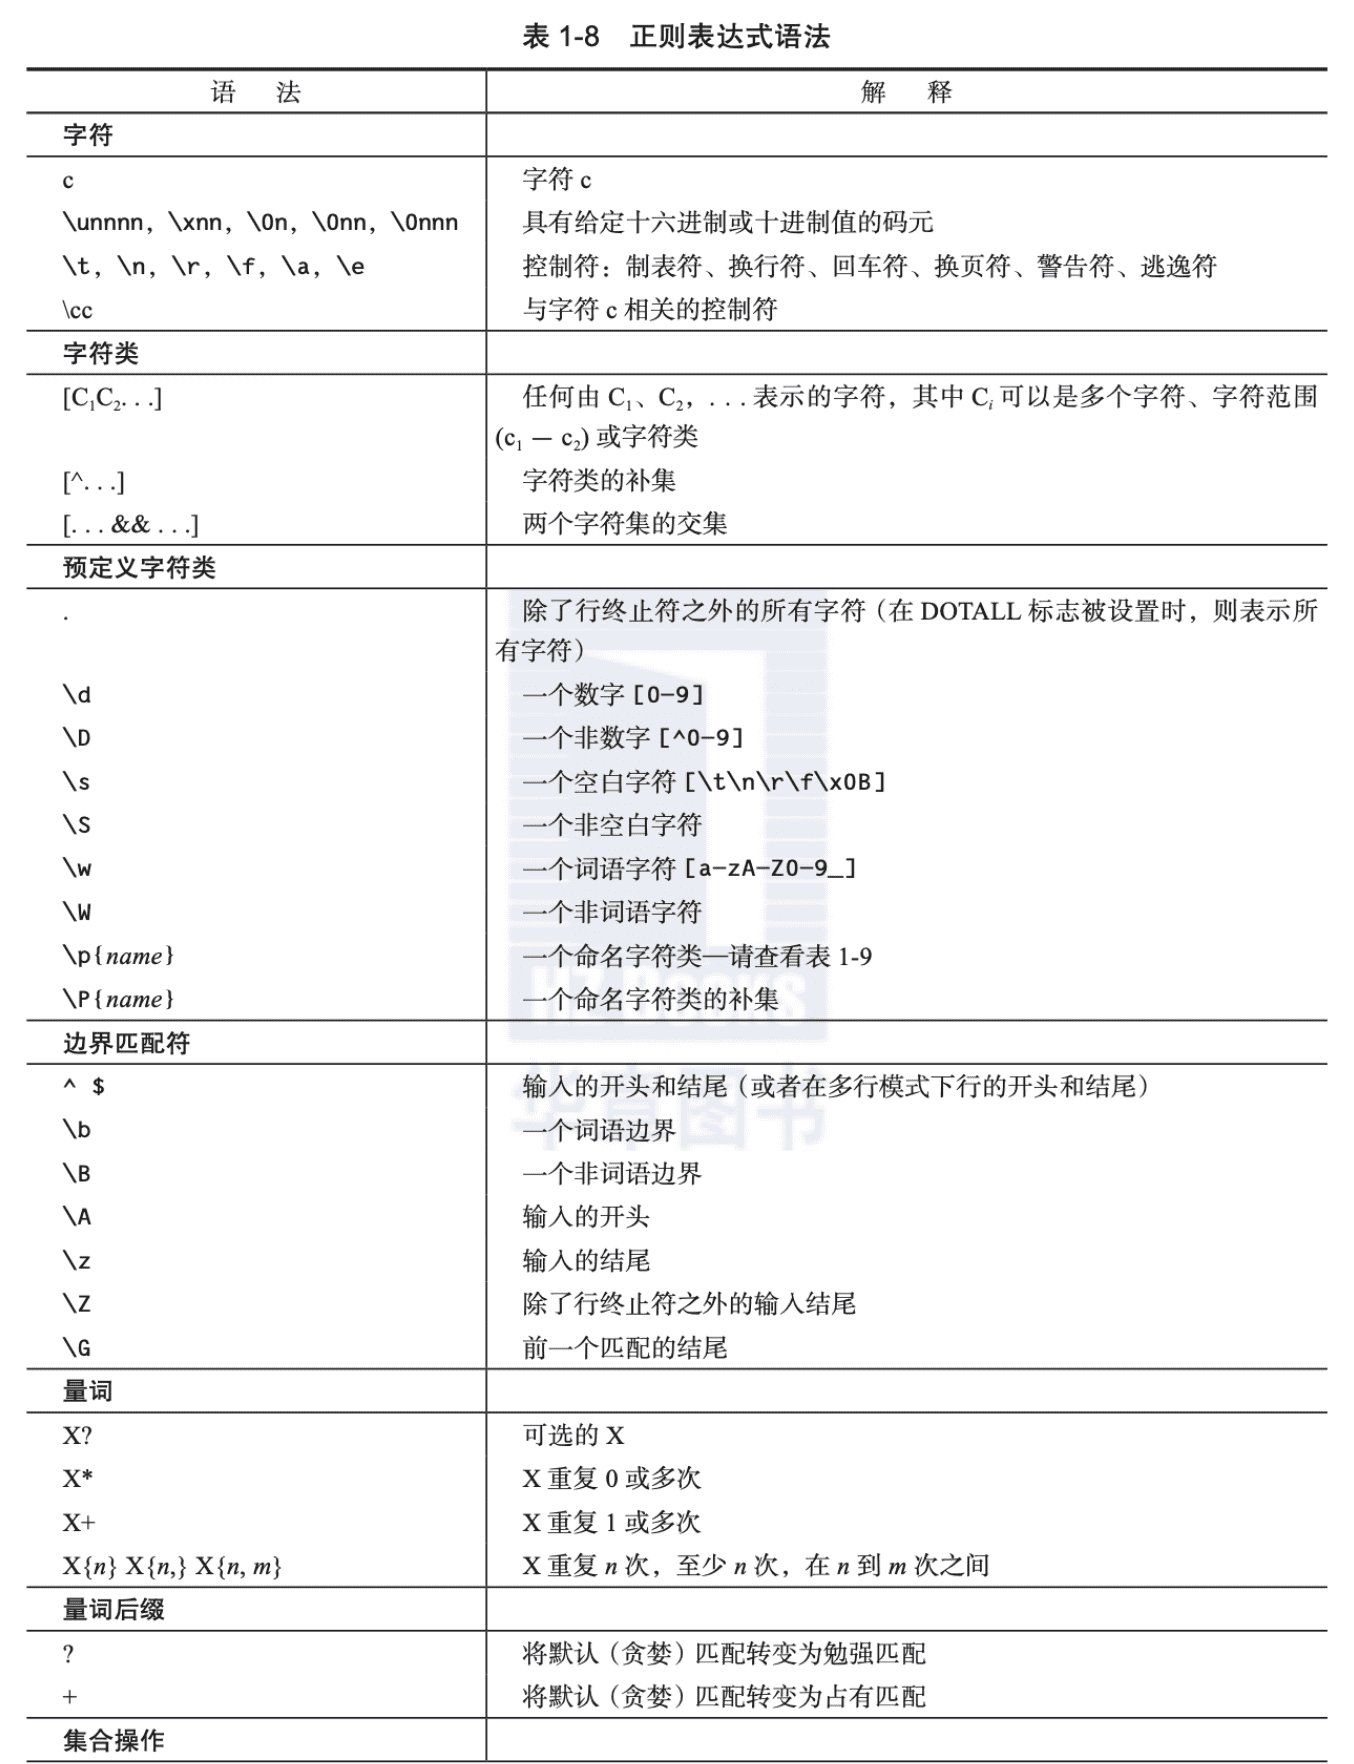 表 1-8 正则表达式语法
语 法 解 释
字符
c 字符 c
\unnnn, \xnn, \0n, \0nn, \0nnn 具有给定十六进制或十进制值的码元
\t, \n, \r, \f, \a, \e 控制符：制表符、换行符、回车符、换页符、警告符、逃逸符
\cc 与字符 c 相关的控制符
字符类
[C₁C₂. . .] 任何由 C₁、C₂，. . . 表示的字符，其中 Cᵢ 可以是多个字符、字符范围
(c₁ — c₂) 或字符类
[^. . .] 字符类的补集
[. . . && . . .] 两个字符集的交集
预定义字符类
. 除了行终止符之外的所有字符（在 DOTALL 标志被设置时，则表示所
有字符）
\d 一个数字 [0-9]
\D 一个非数字 [^0-9]
\s 一个空白字符 [\t\n\r\f\x0B]
\S 一个非空白字符
\w 一个词语字符 [a-zA-Z0-9_]
\W 一个非词语字符
\p{name} 一个命名字符类—请查看表 1-9
\P{name} 一个命名字符类的补集
HZ BOOKS
边界匹配符
^ $ 输入的开头和结尾（或者在多行模式下行的开头和结尾）
华章图书
\b 一个词语边界
\B 一个非词语边界
\A 输入的开头
\z 输入的结尾
\Z 除了行终止符之外的输入结尾
\G 前一个匹配的结尾
量词
X? 可选的 X
X* X 重复 0 或多次
X+ X 重复 1 或多次
X{n} X{n,} X{n, m} X 重复 n 次，至少 n 次，在 n 到 m 次之间
量词后缀
? 将默认（贪婪）匹配转变为勉强匹配
+ 将默认（贪婪）匹配转变为占有匹配
集合操作